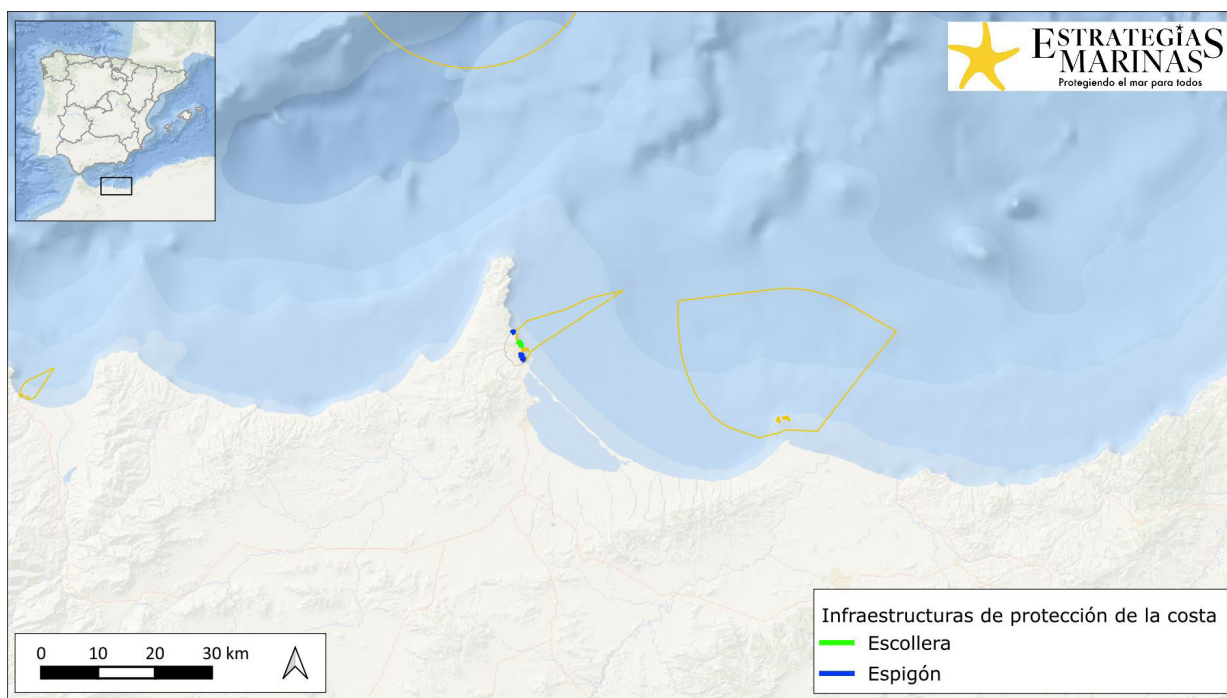 ESTRATEGIAS
MARINAS
Protegiendo el mar para todos
0 10 20 30 km
Infraestructuras de protección de la costa
Escollera
Espigón